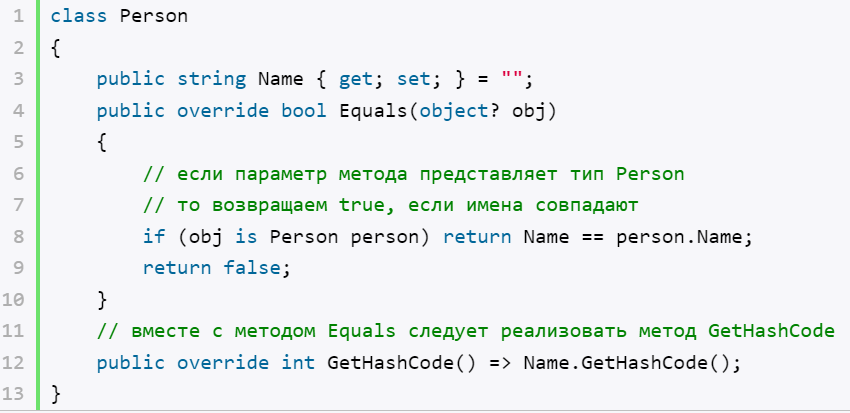 1 class Person
2 {
3     public string Name { get; set; } = "";
4     public override bool Equals(object? obj)
5     {
6         // если параметр метода представляет тип Person
7         // то возвращаем true, если имена совпадают
8         if (obj is Person person) return Name == person.Name;
9         return false;
10     }
11     // вместе с методом Equals следует реализовать метод GetHashCode
12     public override int GetHashCode() => Name.GetHashCode();
13 }